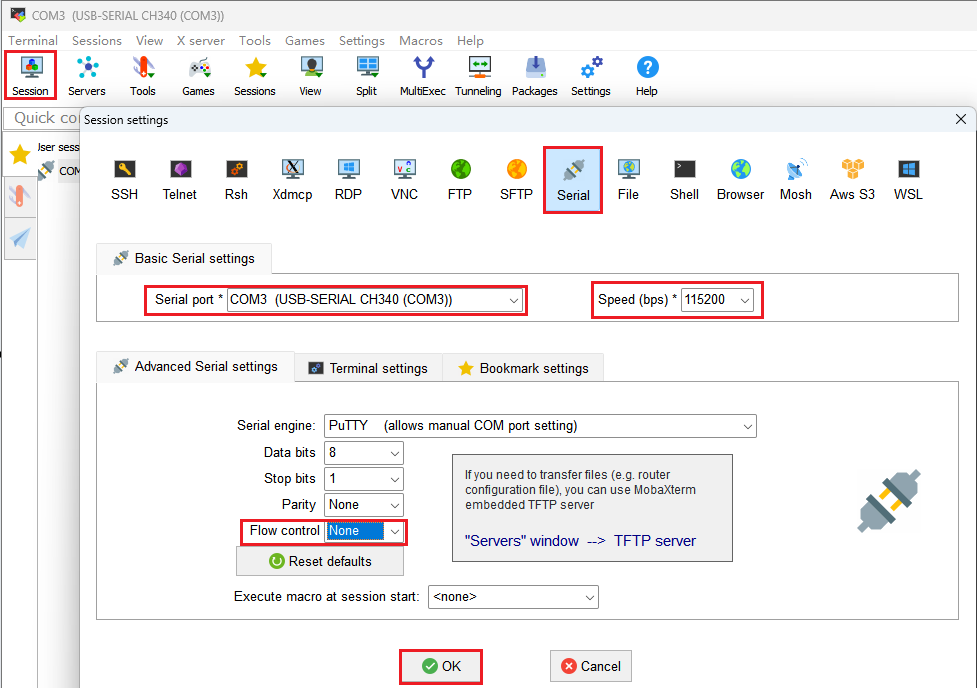 COM3  (USB-SERIAL CH340 (COM3))
Terminal Sessions View X server Tools Games Settings Macros Help
Session Servers Tools Games Sessions View Split MultiExec Tunneling Packages Settings Help
Quick co
Session settings
Jser sess
COM
SSH Telnet Rsh Xdmcp RDP VNC FTP SFTP Serial File Shell Browser Mosh Aws S3 WSL
Basic Serial settings
Serial port * COM3  (USB-SERIAL CH340 (COM3)) Speed (bps) * 115200
Advanced Serial settings Terminal settings Bookmark settings
Serial engine: PuTTY (allows manual COM port setting)
Data bits 8
Stop bits 1
Parity None
Flow control None
Reset defaults
If you need to transfer files (e.g. router
configuration file), you can use MobaXterm
embedded TFTP server
"Servers" window --> TFTP server
Execute macro at session start: <none>
OK Cancel